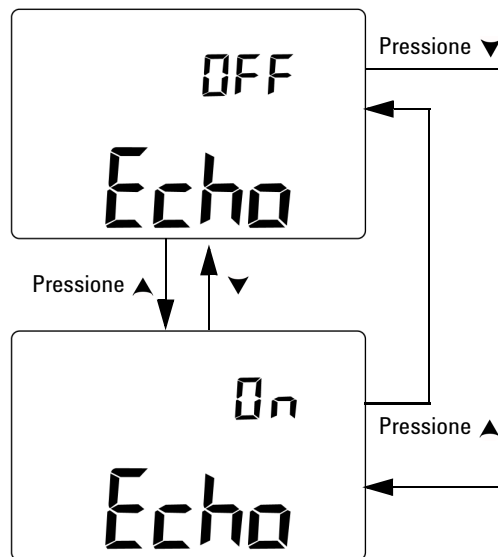 OFF
Echo
Pressione ▼
Pressione ▲
▼
On
Echo
Pressione ▲